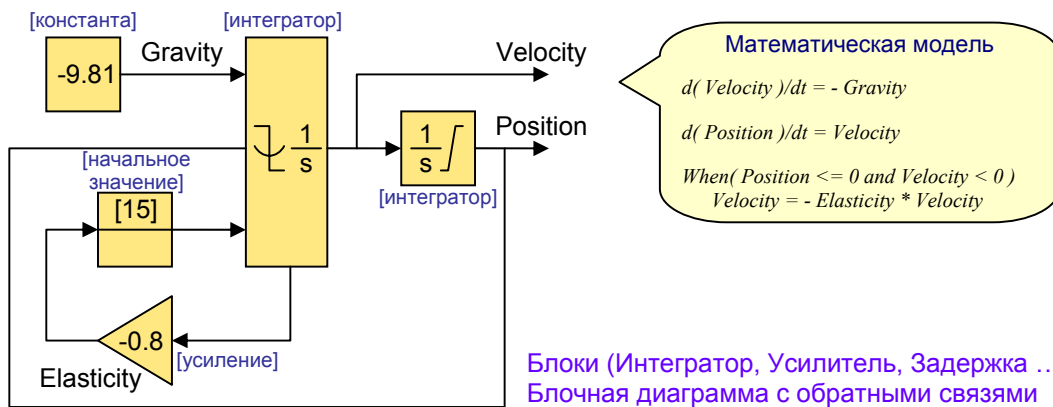 [константа]
[интегратор]
-9.81
Gravity
Velocity
1
s
1
s
Position
[начальное
значение]
[интегратор]
[15]
-0.8
[усиление]
Elasticity
Математическая модель
d( Velocity )/dt = - Gravity
d( Position )/dt = Velocity
When( Position <= 0 and Velocity < 0 )
Velocity = - Elasticity * Velocity
Блоки (Интегратор, Усилитель, Задержка …
Блочная диаграмма с обратными связями